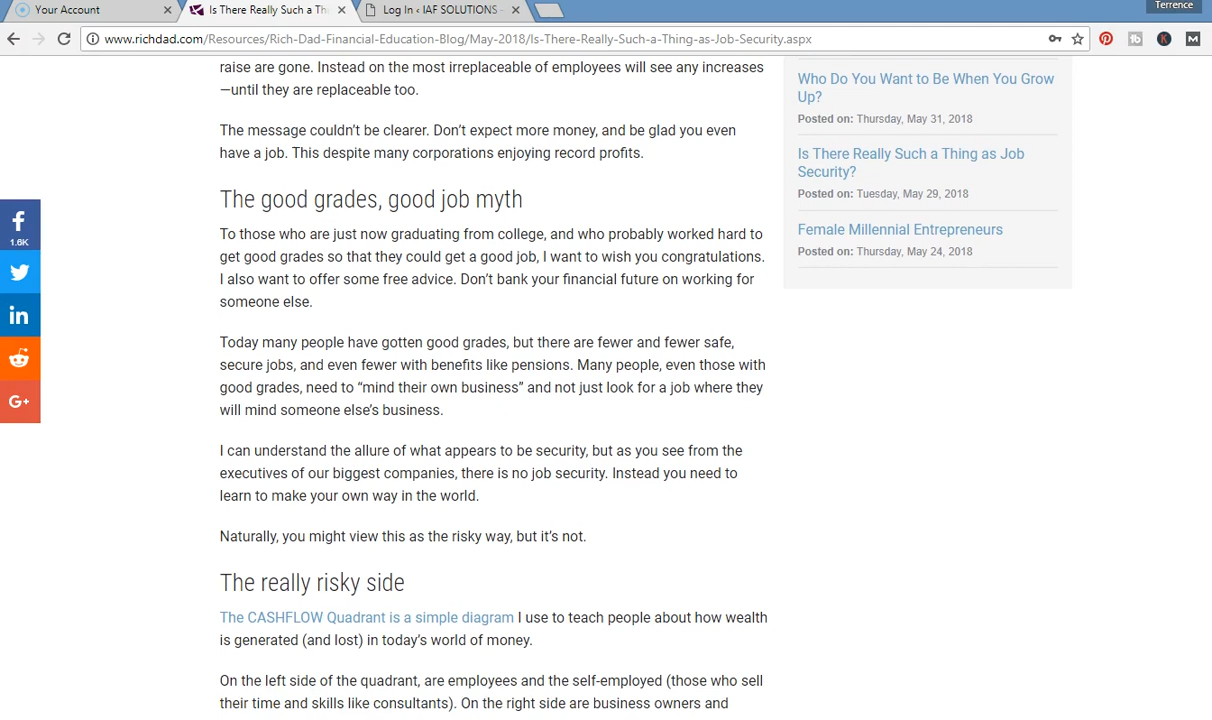 Your Account
Is There Really Such a Th
Log In ‹ IAF SOLUTIONS
Terrence
www.richdad.com/Resources/Rich-Dad-Financial-Education-Blog/May-2018/Is-There-Really-Such-a-Thing-as-Job-Security.aspx
raise are gone. Instead on the most irreplaceable of employees will see any increases
—until they are replaceable too.
The message couldn’t be clearer. Don’t expect more money, and be glad you even
have a job. This despite many corporations enjoying record profits.
The good grades, good job myth
To those who are just now graduating from college, and who probably worked hard to
get good grades so that they could get a good job, I want to wish you congratulations.
I also want to offer some free advice. Don’t bank your financial future on working for
someone else.
Today many people have gotten good grades, but there are fewer and fewer safe,
secure jobs, and even fewer with benefits like pensions. Many people, even those with
good grades, need to “mind their own business” and not just look for a job where they
will mind someone else’s business.
I can understand the allure of what appears to be security, but as you see from the
executives of our biggest companies, there is no job security. Instead you need to
learn to make your own way in the world.
Naturally, you might view this as the risky way, but it’s not.
The really risky side
The CASHFLOW Quadrant is a simple diagram I use to teach people about how wealth
is generated (and lost) in today’s world of money.
On the left side of the quadrant, are employees and the self-employed (those who sell
their time and skills like consultants). On the right side are business owners and
Who Do You Want to Be When You Grow
Up?
Posted on: Thursday, May 31, 2018
Is There Really Such a Thing as Job
Security?
Posted on: Tuesday, May 29, 2018
Female Millennial Entrepreneurs
Posted on: Thursday, May 24, 2018
f
1.6K
in
G+